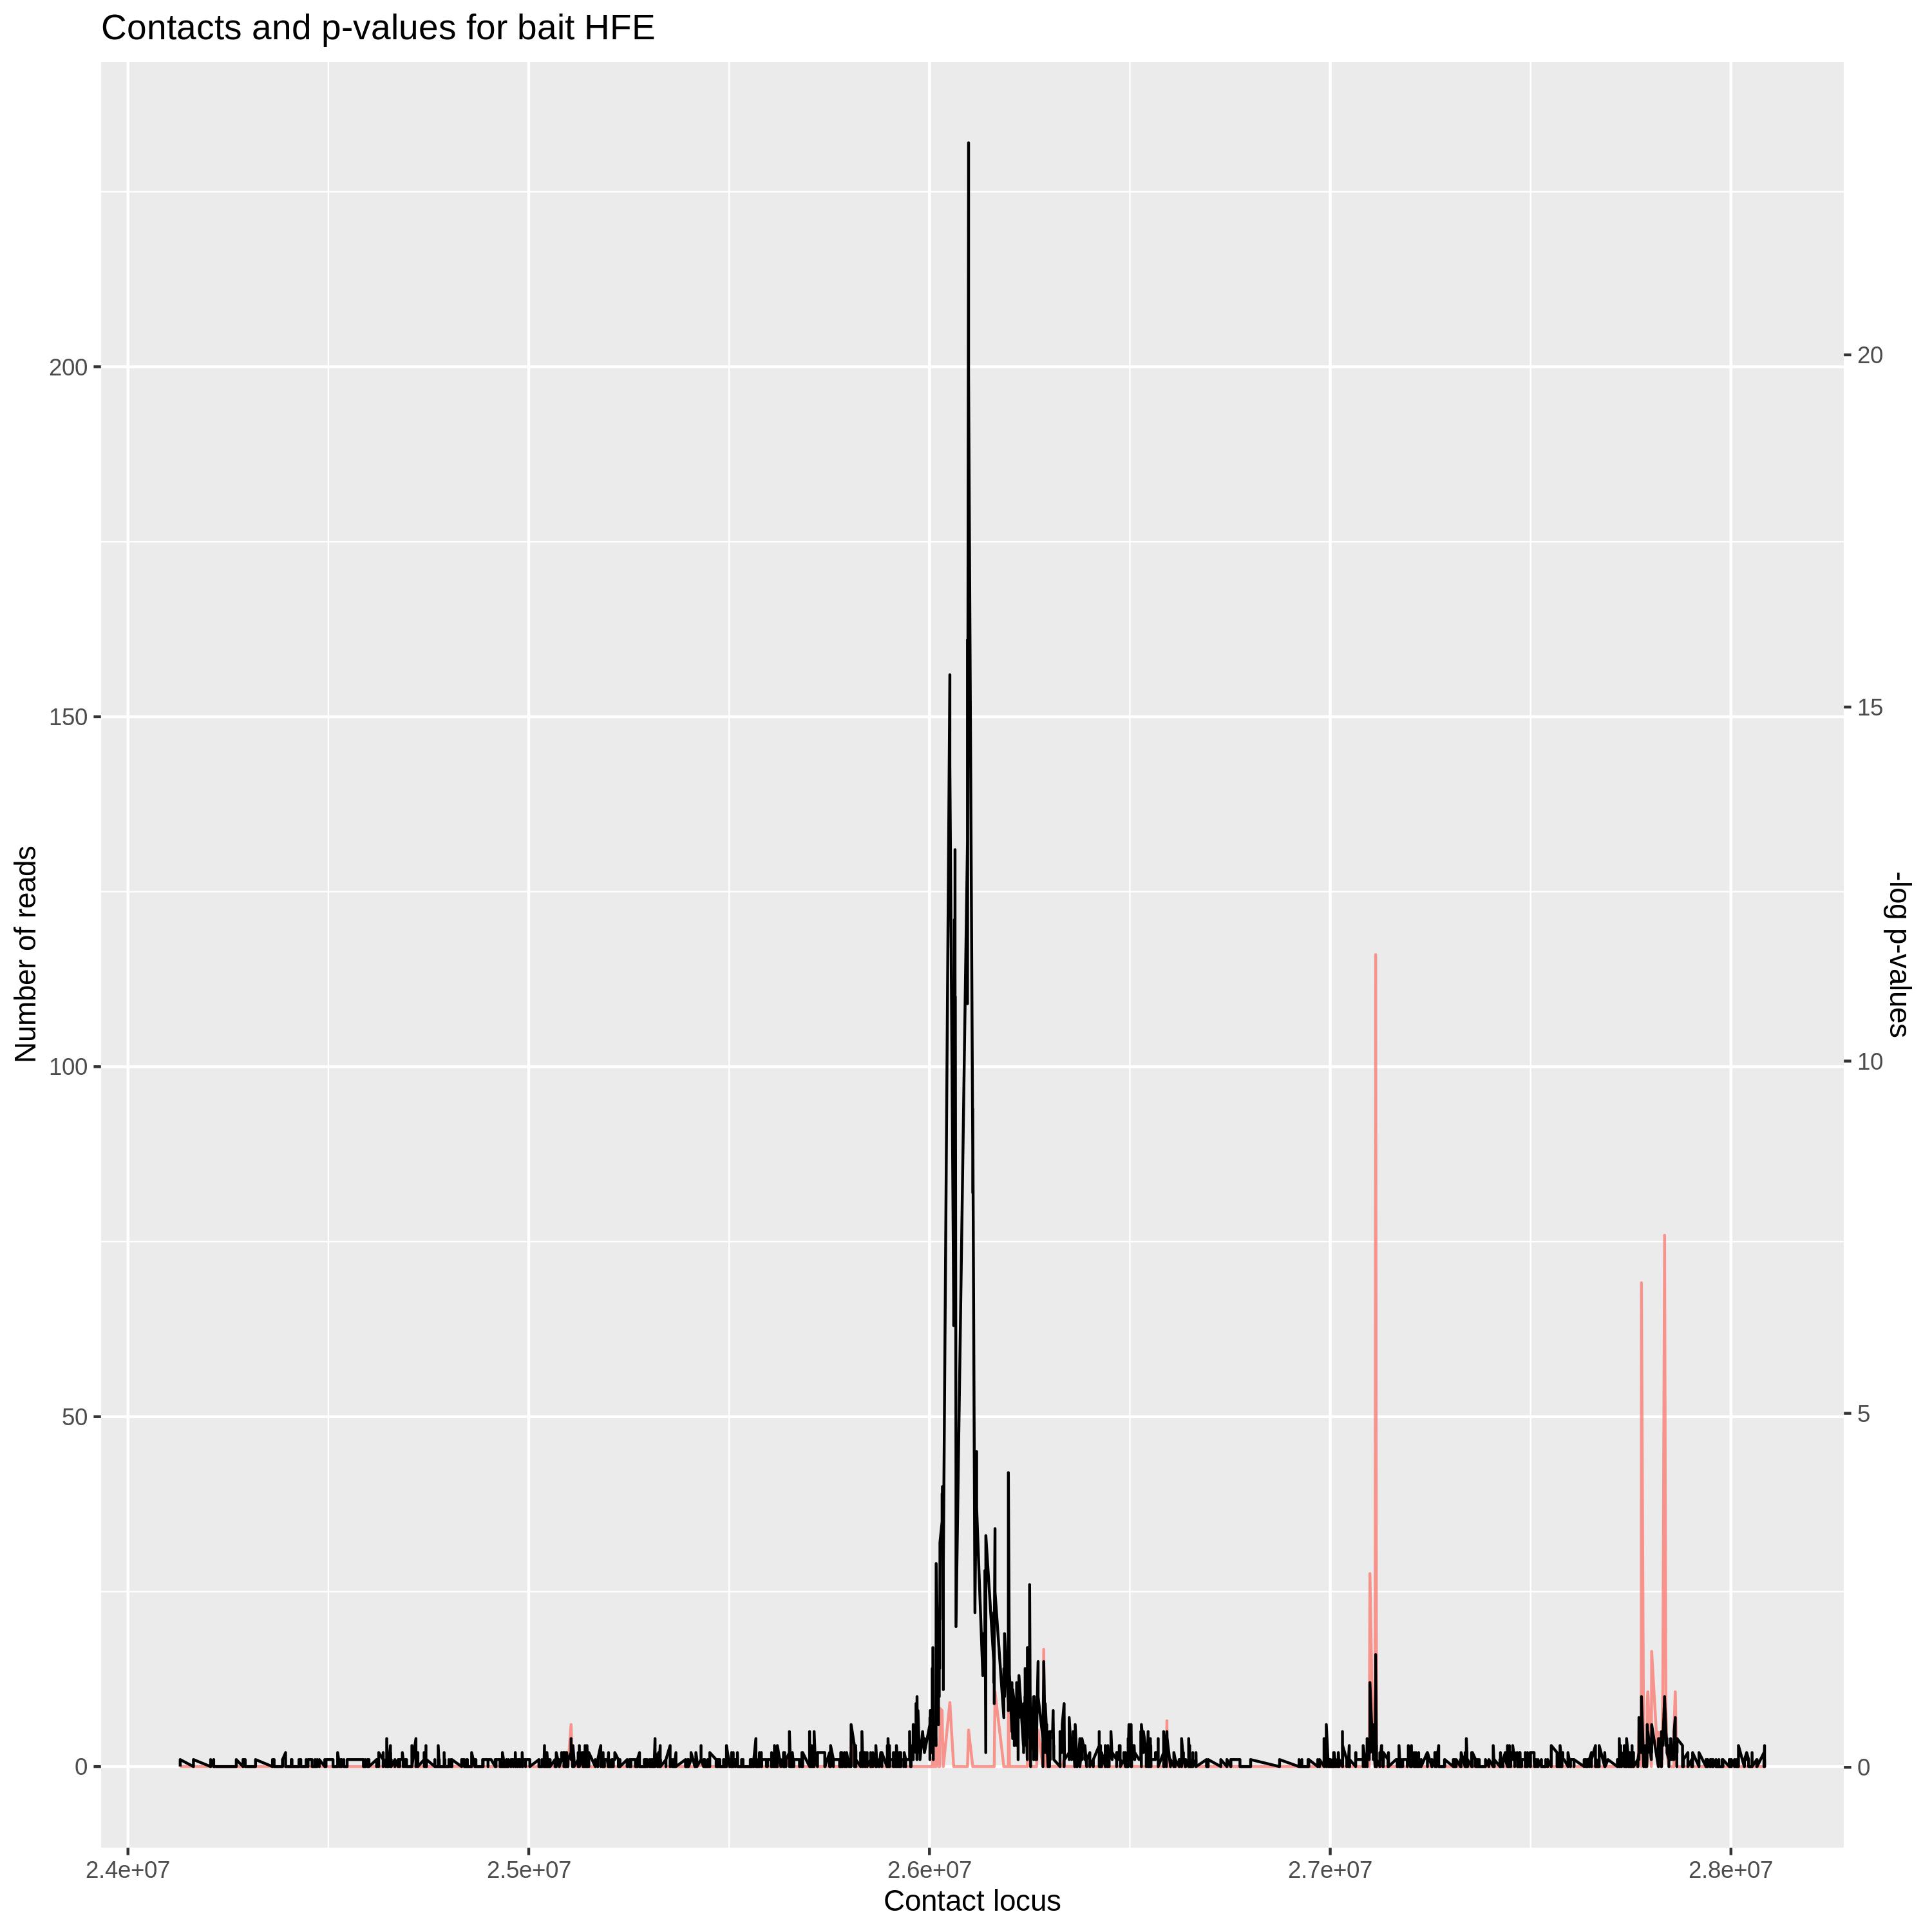 Contacts and p-values for bait HFE
Number of reads
200
150
100
50
0
20
15
10
5
0
-log p-values
2.4e+07
2.5e+07
2.6e+07
2.7e+07
2.8e+07
Contact locus